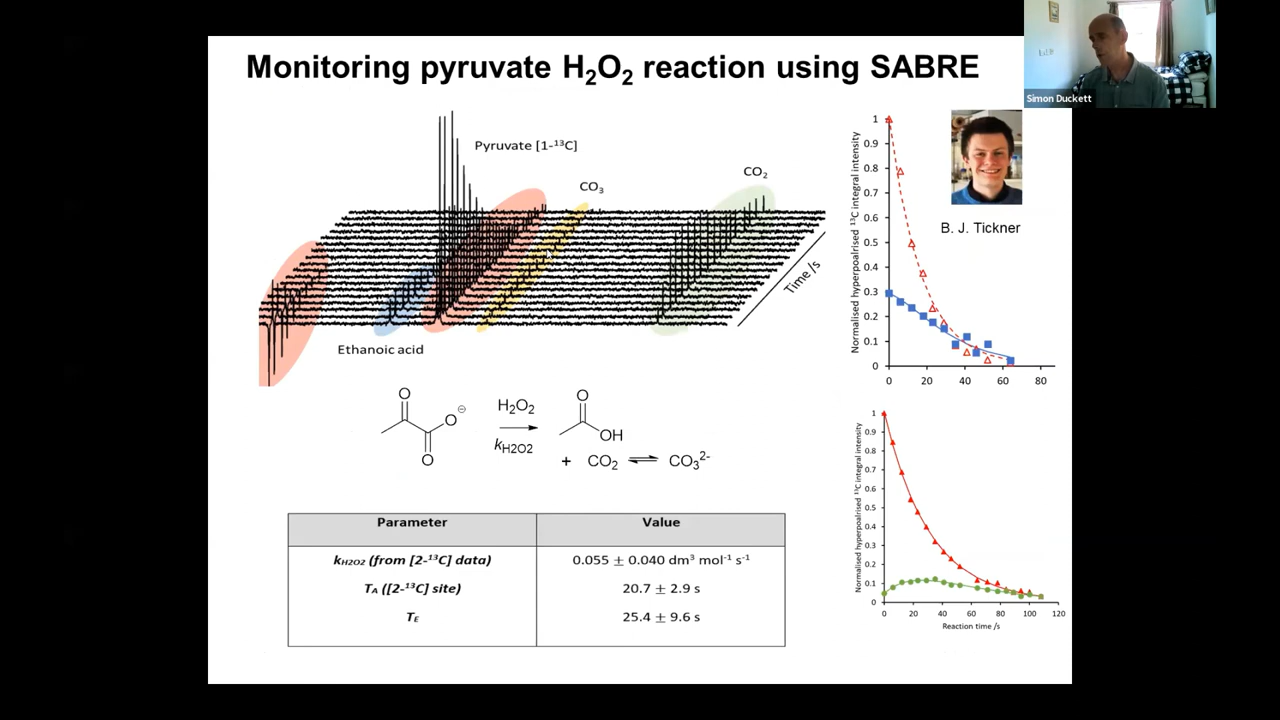 Monitoring pyruvate H₂O₂ reaction using SABRE
Simon Duckett
Pyruvate [1-¹³C]
CO₃
CO₂
Time /s
Ethanoic acid
B. J. Tickner
Normalised hyperpoalrised ¹³C integral intensity
1
0.9
0.8
0.7
0.6
0.5
0.4
0.3
0.2
0.1
0
0 20 40 60 80
O
O
⊖
O
H₂O₂
kH2O2
O
OH
+ CO₂ ⇌ CO₃²⁻
Normalised hyperpoalrised ¹³C integral intensity
1
0.9
0.8
0.7
0.6
0.5
0.4
0.3
0.2
0.1
0
0 20 40 60 80 100 120
Reaction time /s
Parameter Value
kH2O2 (from [2-¹³C] data) 0.055 ± 0.040 dm³ mol⁻¹ s⁻¹
TA ([2-¹³C] site) 20.7 ± 2.9 s
TE 25.4 ± 9.6 s